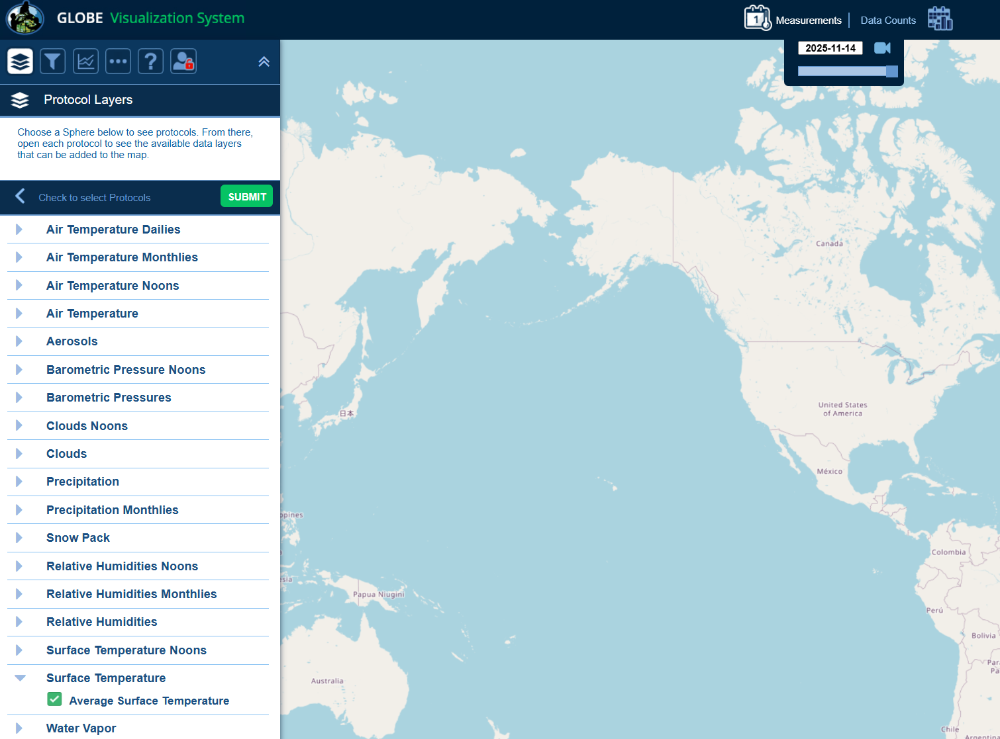 GLOBE Visualization System
Measurements
Data Counts
1
2025-11-14
?
Protocol Layers
Choose a Sphere below to see protocols. From there,
open each protocol to see the available data layers
that can be added to the map.
Check to select Protocols
SUBMIT
Air Temperature Dailies
Air Temperature Monthlies
Air Temperature Noons
Air Temperature
Aerosols
Barometric Pressure Noons
Barometric Pressures
Clouds Noons
Clouds
Precipitation
Precipitation Monthlies
Snow Pack
Relative Humidities Noons
Relative Humidities Monthlies
Relative Humidities
Surface Temperature Noons
Surface Temperature
Average Surface Temperature
Water Vapor
Canada
United States
of America
日本
México
ppines
Colombia
esia
Papua Niugini
Perú
Bolivia
Australia
Par
Pa
Chile
Argentin